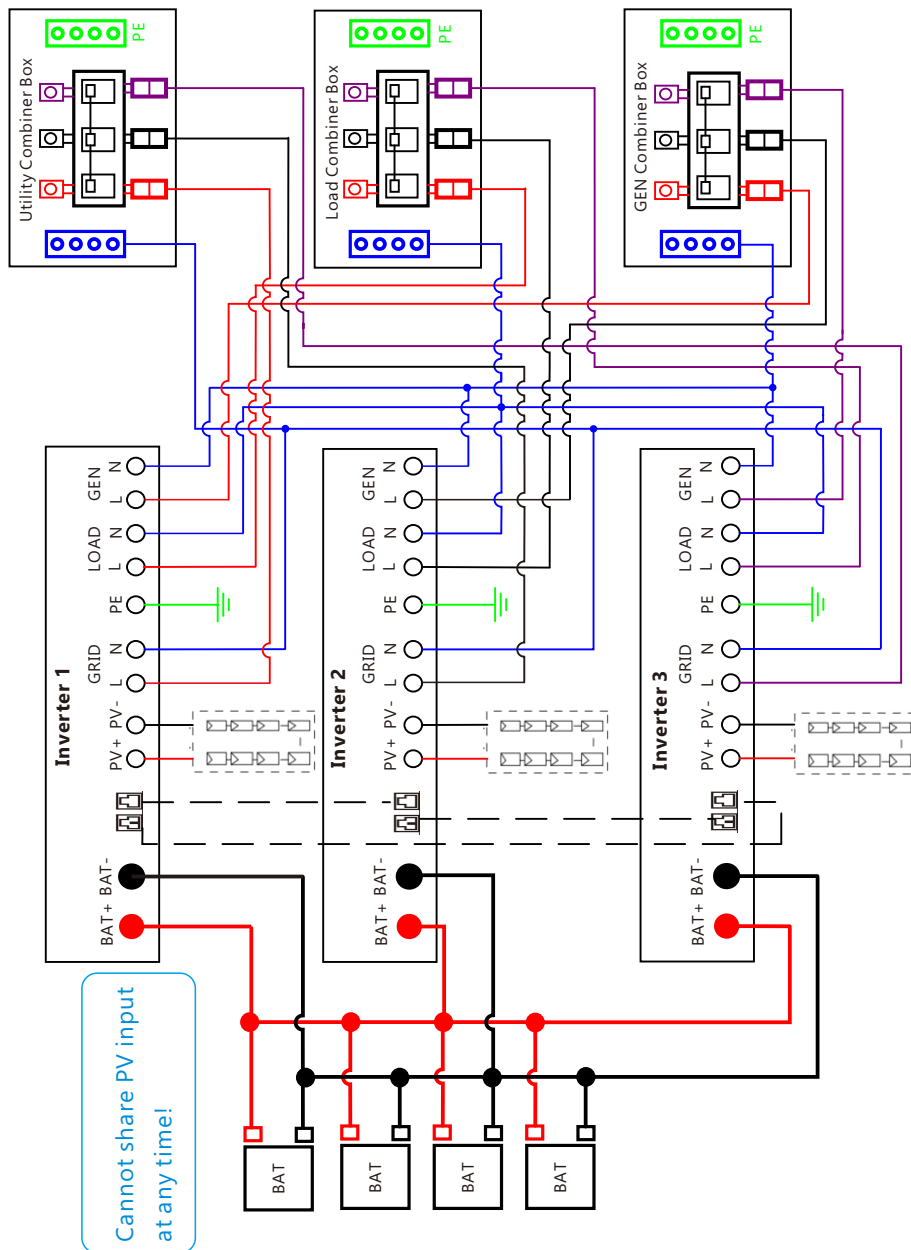 Utility Combiner Box
PE
Load Combiner Box
PE
GEN Combiner Box
PE
Inverter 1
GEN
N
L
LOAD
N
L
PE
GRID
N
L
PV-
PV+
BAT-
BAT+
Inverter 2
GEN
N
L
LOAD
N
L
PE
GRID
N
L
PV-
PV+
BAT-
BAT+
Inverter 3
GEN
N
L
LOAD
N
L
PE
GRID
N
L
PV-
PV+
BAT-
BAT+
Cannot share PV input
at any time!
BAT
BAT
BAT
BAT